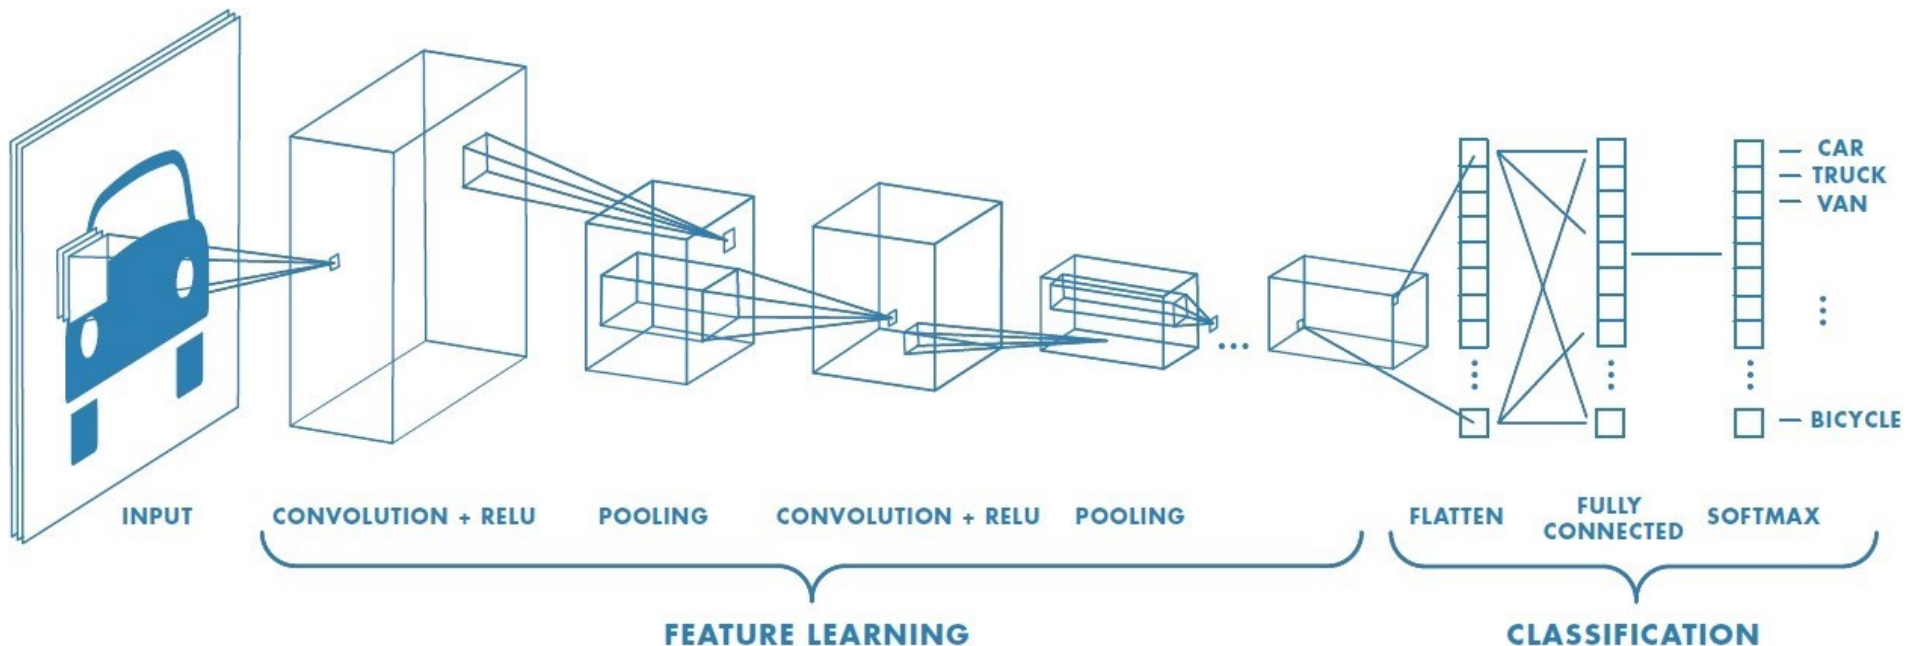 CAR
TRUCK
VAN
BICYCLE
INPUT
CONVOLUTION + RELU
POOLING
CONVOLUTION + RELU
POOLING
FLATTEN
FULLY
CONNECTED
SOFTMAX
FEATURE LEARNING
CLASSIFICATION